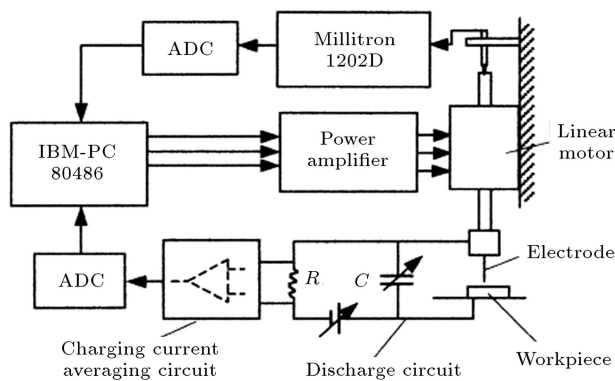 ADC
Millitron
1202D
IBM-PC
80486
Power
amplifier
Linear
motor
ADC
R
C
Electrode
Workpiece
Charging current
averaging circuit
Discharge circuit